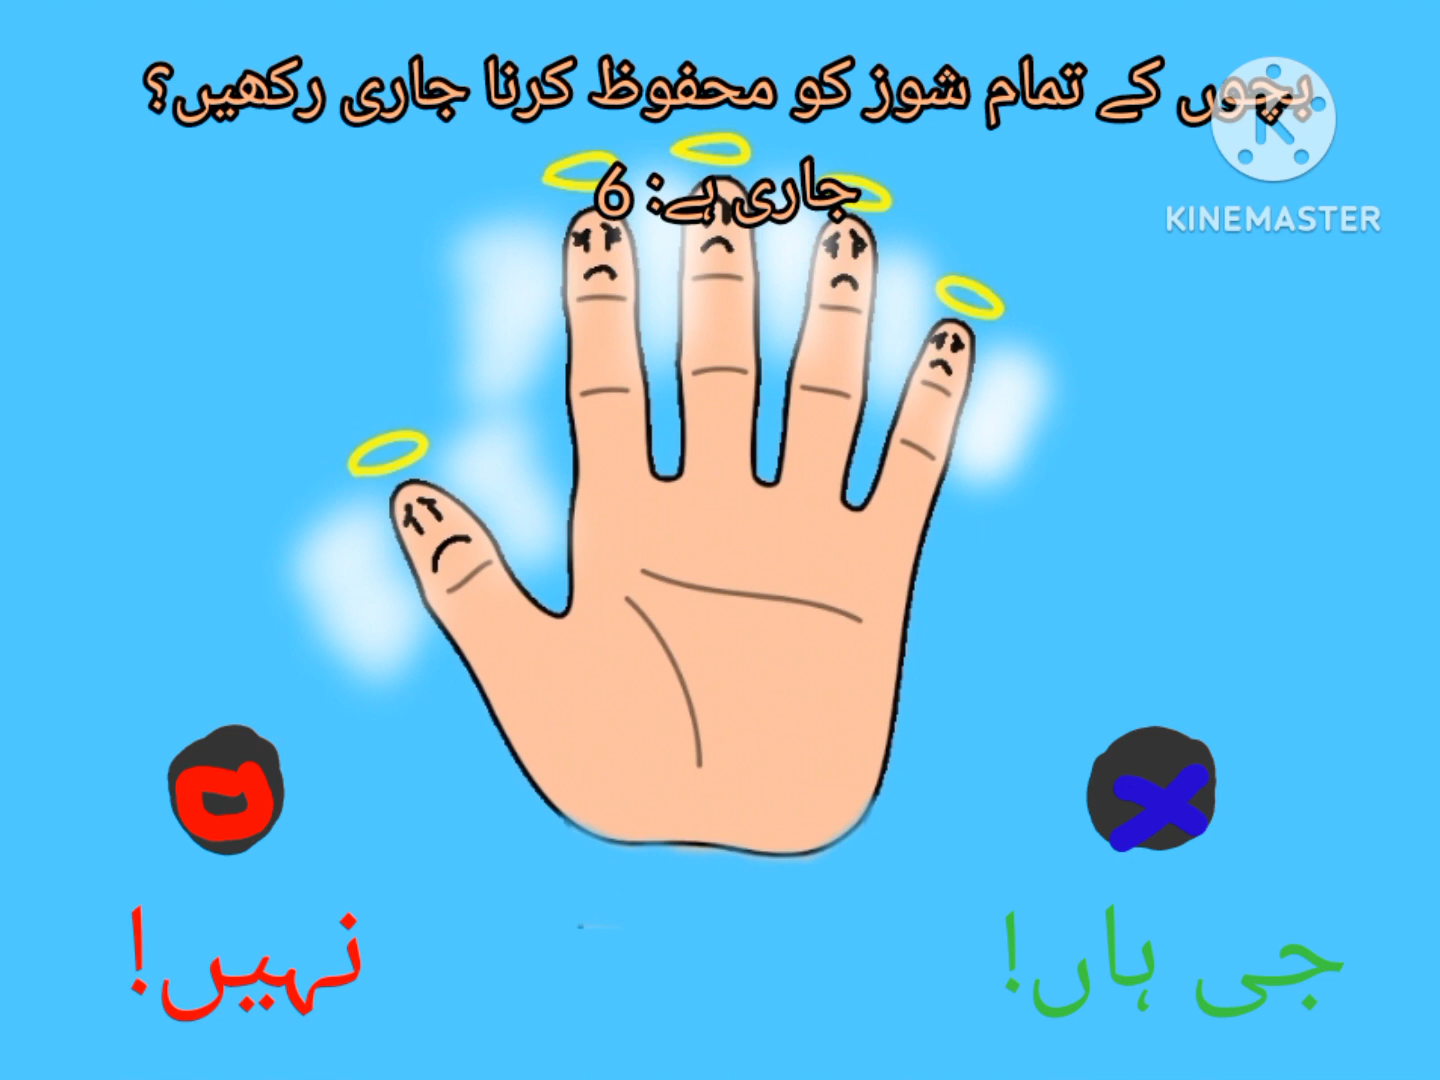 بچوں کے تمام شوز کو محفوظ کرنا جاری رکھیں؟
جاری ہے: 6
KINEMASTER
نہیں!
جی ہاں!